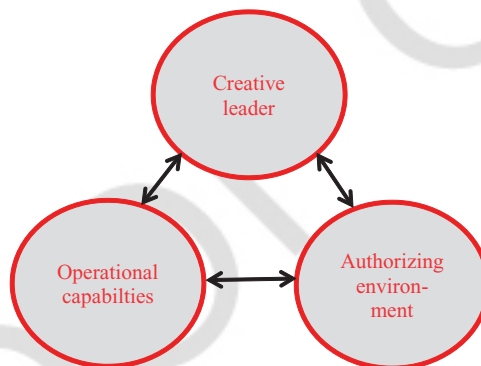 Creative
leader
Operational
capabilties
Authorizing
environ-
ment